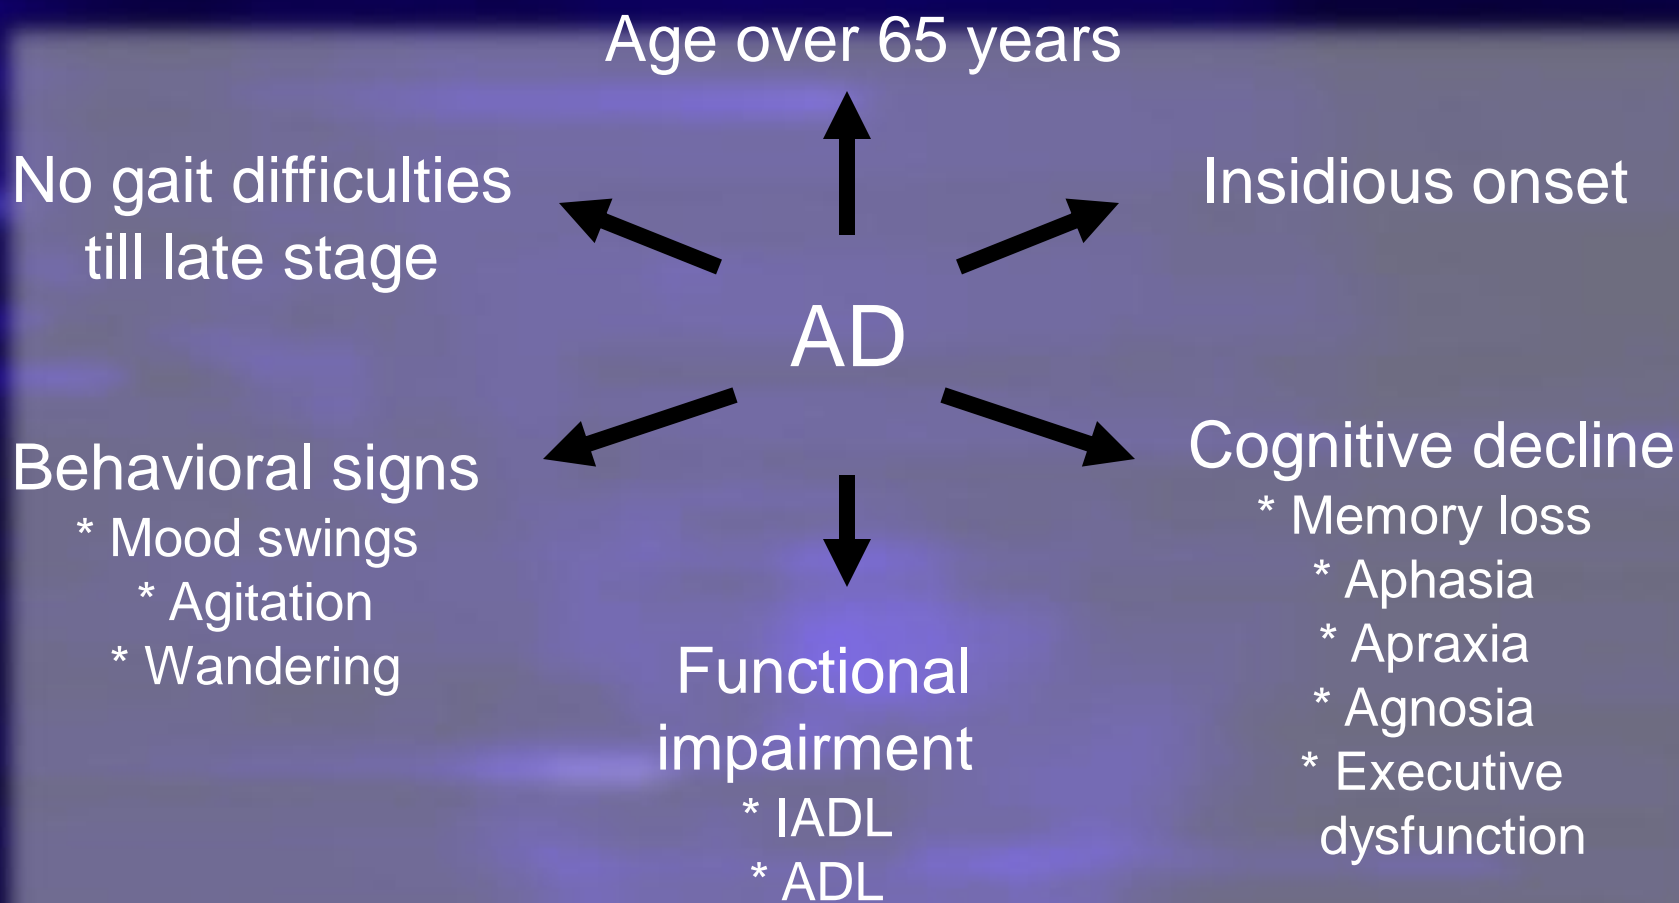 Age over 65 years
No gait difficulties
till late stage
Insidious onset
AD
Behavioral signs
* Mood swings
* Agitation
* Wandering
Cognitive decline
* Memory loss
* Aphasia
* Apraxia
* Agnosia
* Executive
dysfunction
Functional
impairment
* IADL
* ADL